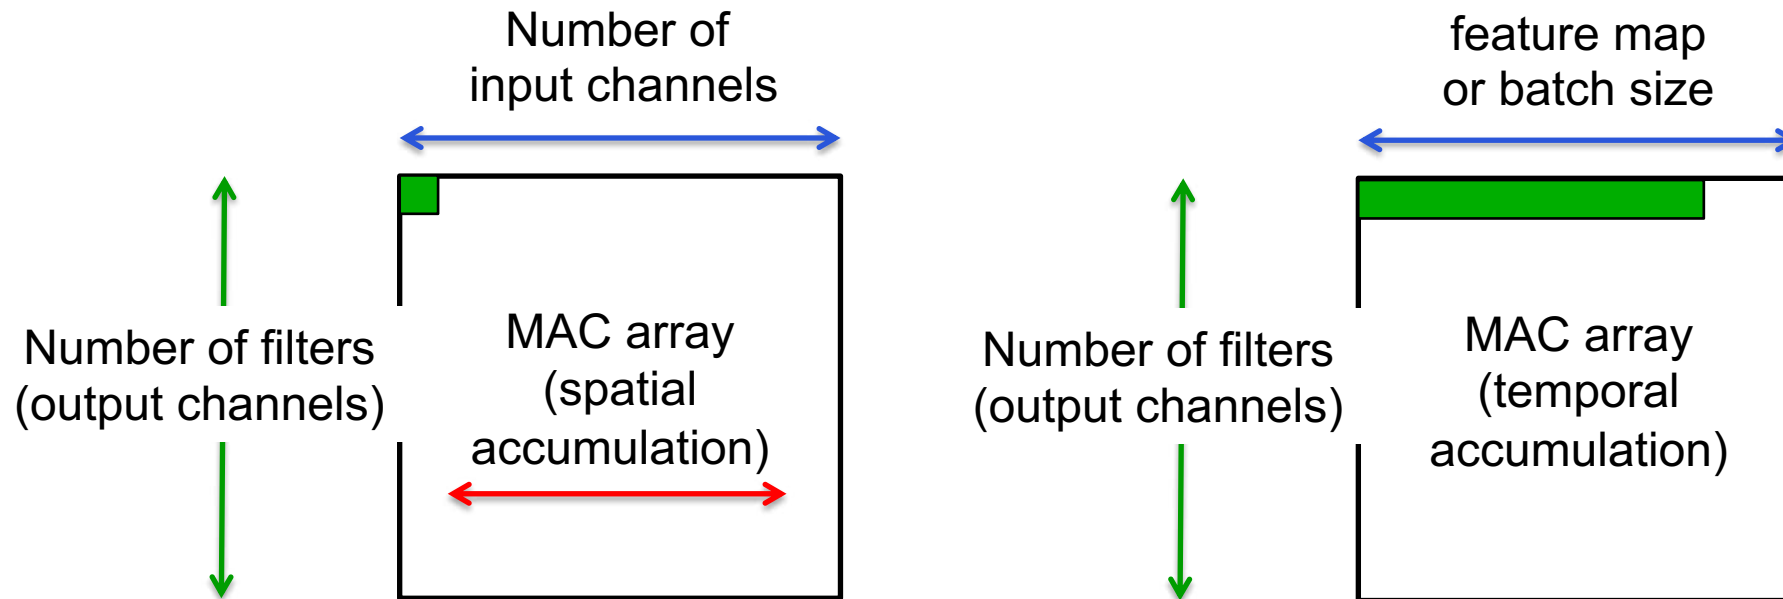 Number of
input channels
Number of filters
(output channels)
MAC array
(spatial
accumulation)
feature map
or batch size
Number of filters
(output channels)
MAC array
(temporal
accumulation)